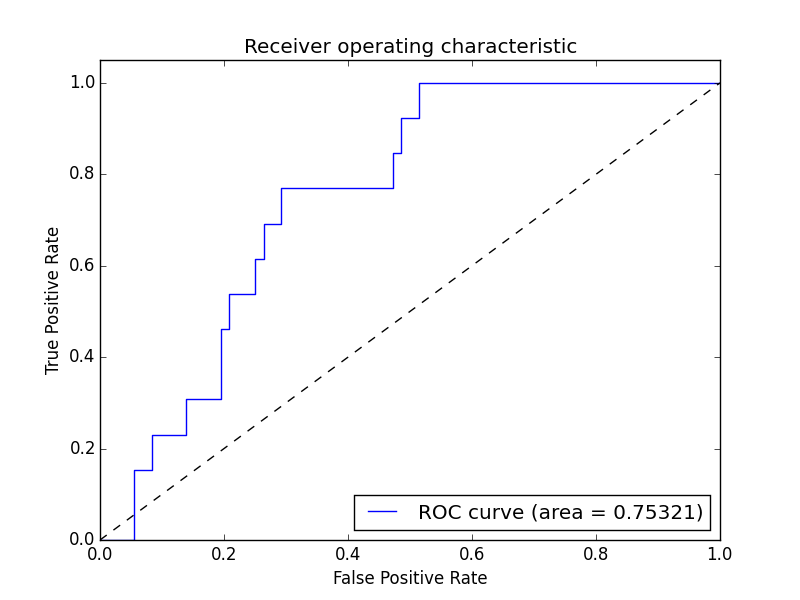 Receiver operating characteristic
1.0
0.8
0.6
0.4
0.2
0.0
True Positive Rate
ROC curve (area = 0.75321)
0.0 0.2 0.4 0.6 0.8 1.0
False Positive Rate